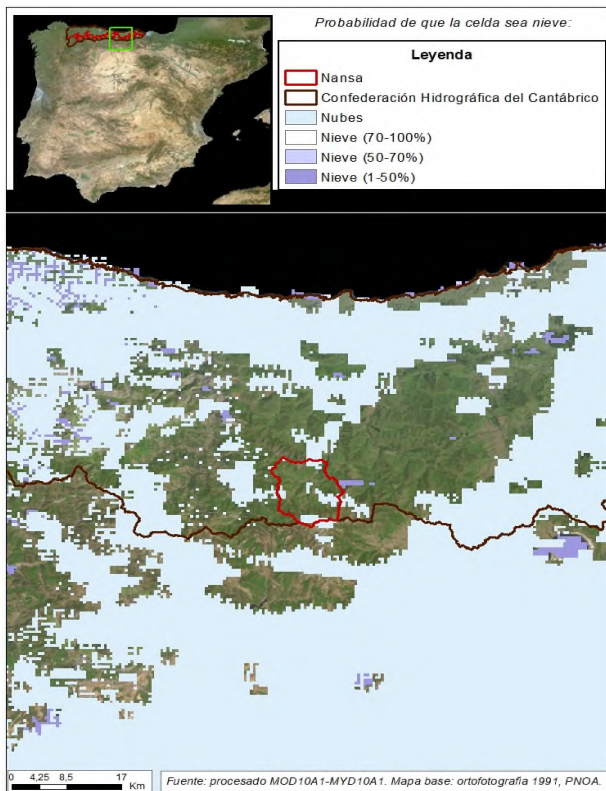 Probabilidad de que la celda sea nieve:
Leyenda
Nansa
Confederación Hidrográfica del Cantábrico
Nubes
Nieve (70-100%)
Nieve (50-70%)
Nieve (1-50%)
0 4,25 8,5 17
Km
Fuente: procesado MOD10A1-MYD10A1. Mapa base: ortofotografia 1991, PNOA.